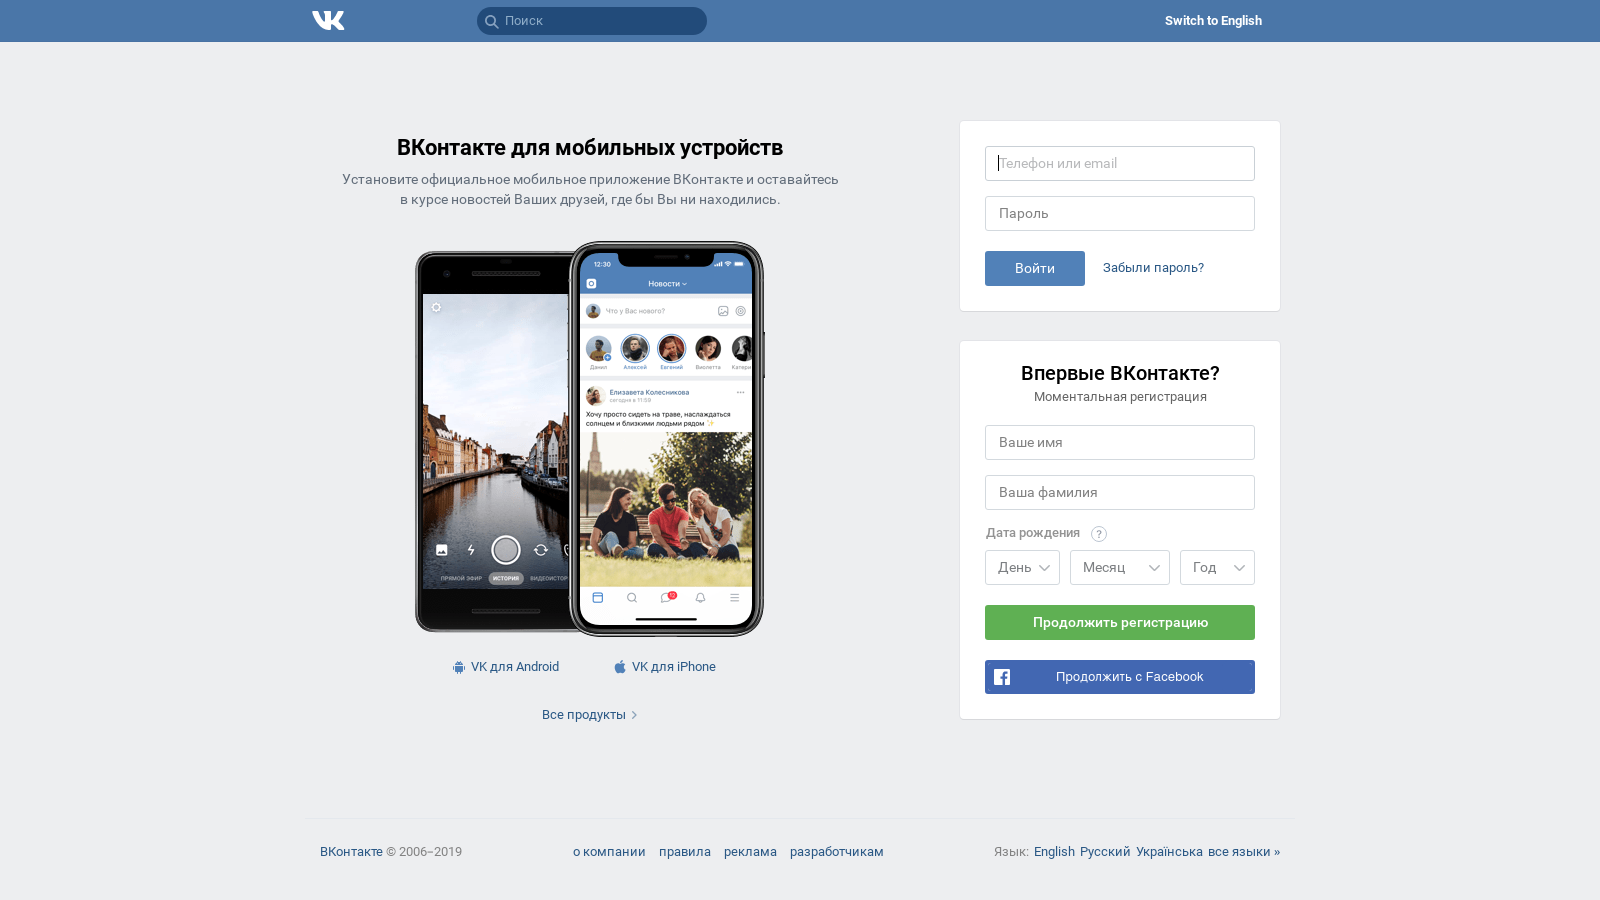 Поиск
Switch to English
ВКонтакте для мобильных устройств
Установите официальное мобильное приложение ВКонтакте и оставайтесь
в курсе новостей Ваших друзей, где бы Вы ни находились.
12:30
Новости
Что у Вас нового?
Данил Алексей Евгений Виолетта Катери
Елизавета Колесникова
сегодня в 11:59
Хочу просто сидеть на траве, наслаждаться
солнцем и близкими людьми рядом ✨
ПРЯМОЙ ЭФИР ИСТОРИЯ ВИДЕОИСТОР
VK для Android
VK для iPhone
Все продукты
Телефон или email
Пароль
Войти
Забыли пароль?
Впервые ВКонтакте?
Моментальная регистрация
Ваше имя
Ваша фамилия
Дата рождения ?
День Месяц Год
Продолжить регистрацию
Продолжить с Facebook
ВКонтакте © 2006–2019
о компании правила реклама разработчикам
Язык: English Русский Українська все языки »